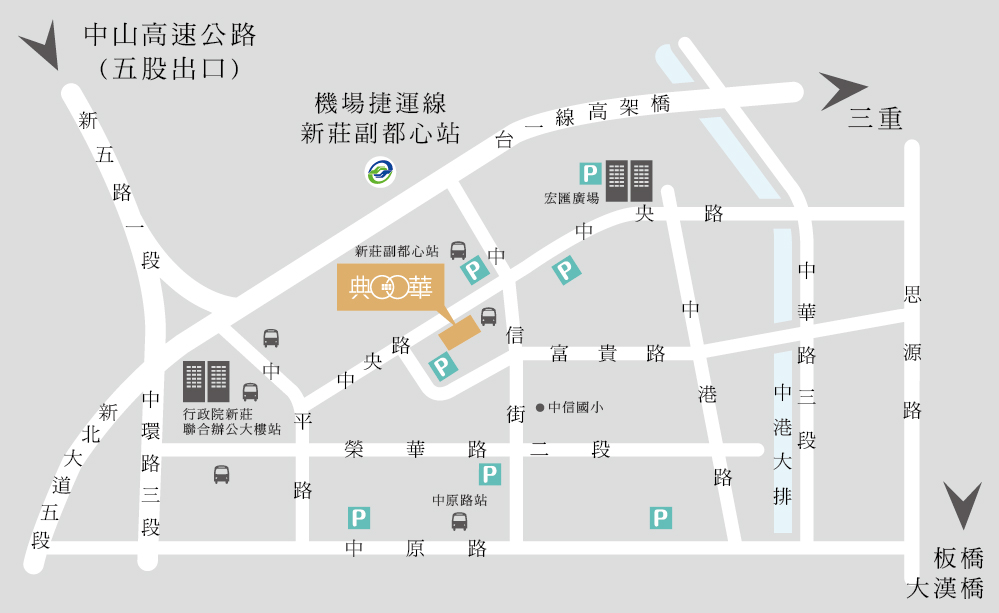 中山高速公路
(五股出口)
機場捷運線
新莊副都心站
台一線高架橋
三重
新五路一段
宏匯廣場
P
中央路
新莊副都心站
P
P
典華
中央路
P
中信街
富貴路
中港路
中華路三段
思源路
中港大排
中平路
行政院新莊
聯合辦公大樓站
中環路三段
新北大道五段
中信國小
榮華路二段
P
中原路站
P
P
中原路
板橋
大漢橋